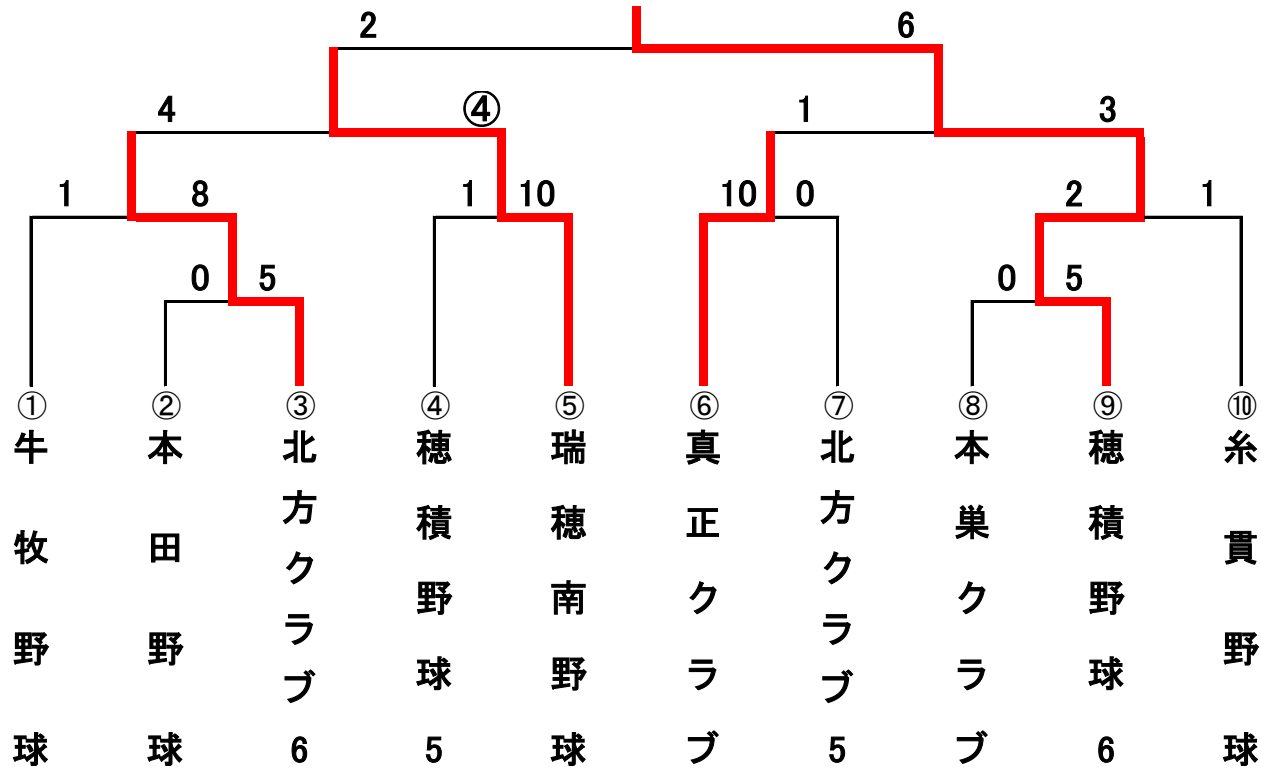 2 6
4 ④ 1 3
1 8 1 10 10 0 2 1
0 5 0 5
① ② ③ ④ ⑤ ⑥ ⑦ ⑧ ⑨ ⑩
牛牧野球
本田野球
北方クラブ6
穂積野球5
瑞穂南野球
真正クラブ
北方クラブ5
本巣クラブ
穂積野球6
糸貫野球